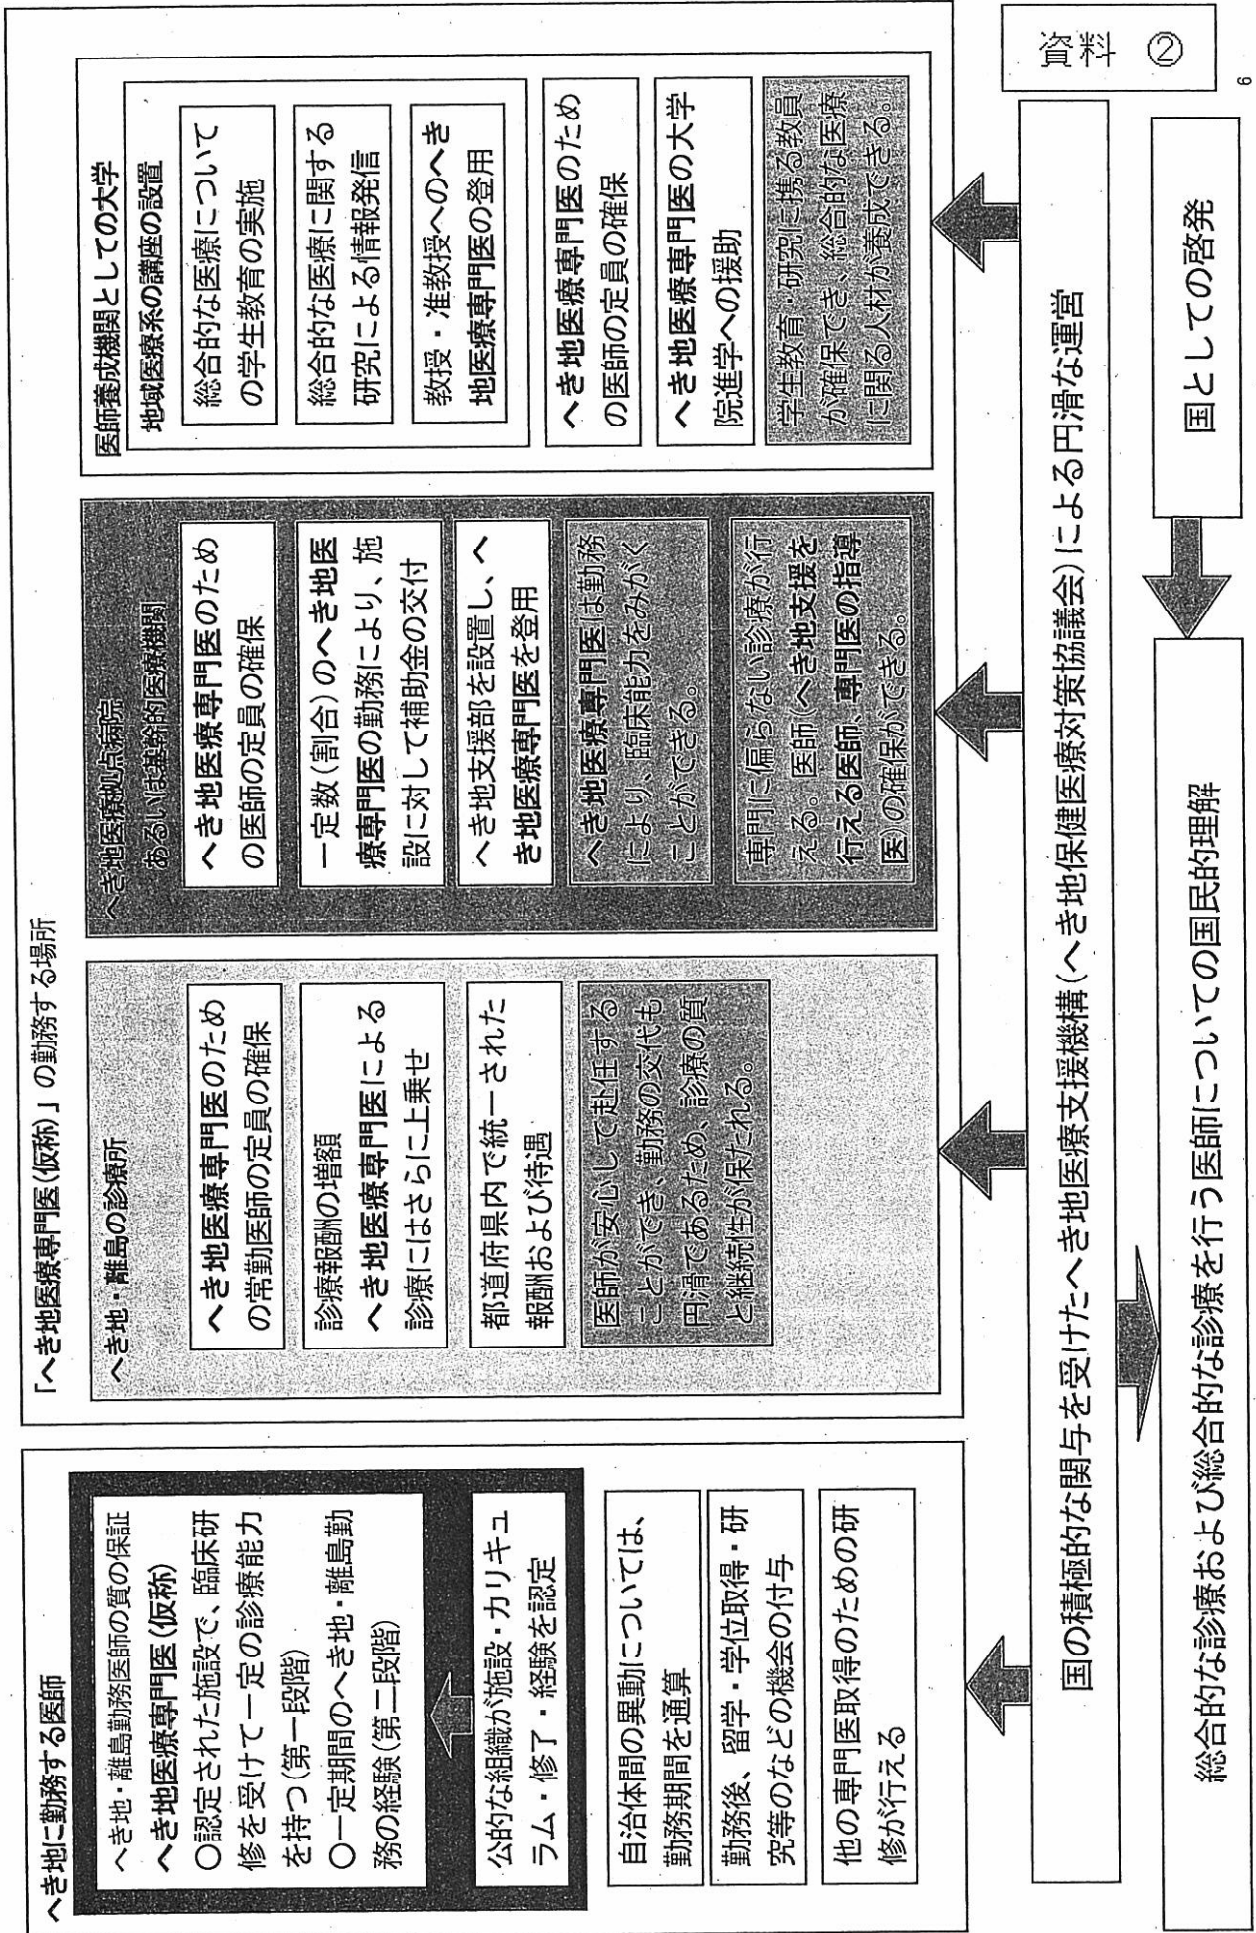 資料 ②
へき地に勤務する医師
へき地・離島勤務医師の質の保証
へき地医療専門医(仮称)
○認定された施設で、臨床研
修を受けて一定の診療能力
を持つ(第一段階)
○一定期間のへき地・離島勤
務の経験(第二段階)
公的な組織が施設・カリキュ
ラム・修了・経験を認定
自治体間の異動については、
勤務期間を通算
勤務後、留学・学位取得・研
究等のなどの機会の付与
他の専門医取得のための研
修が行える
「へき地医療専門医(仮称)」の勤務する場所
へき地・離島の診療所
へき地医療専門医のため
の常勤医師の定員の確保
診療報酬の増額
へき地医療専門医による
診療にはさらに上乗せ
都道府県内で統一された
報酬および待遇
医師が安心して赴任する
ことができ、勤務の交代も
円滑であるため、診療の質
と継続性が保たれる。
へき地医療拠点病院
あるいは基幹的医療機関
へき地医療専門医のため
の医師の定員の確保
一定数(割合)のへき地医
療専門医の勤務により、施
設に対して補助金の交付
へき地支援部を設置し、へ
き地医療専門医を登用
へき地医療専門医は勤務
により、臨床能力をみがく
ことができる。
専門に偏らない診療が行
える。医師(へき地支援を
行える医師、専門医の指導
医)の確保ができる。
医師養成機関としての大学
地域医療系の講座の設置
総合的な医療について
の学生教育の実施
総合的な医療に関する
研究による情報発信
教授・准教授へのへき
地医療専門医の登用
へき地医療専門医のため
の医師の定員の確保
へき地医療専門医の大学
院進学への援助
学生教育・研究に携る教員
が確保でき、総合的な医療
に関する人材が養成できる。
国の積極的な関与を受けたへき地医療支援機構(へき地保健医療対策協議会)による円滑な運営
総合的な診療および総合的な診療を行う医師についての国民的理解
国としての啓発
6